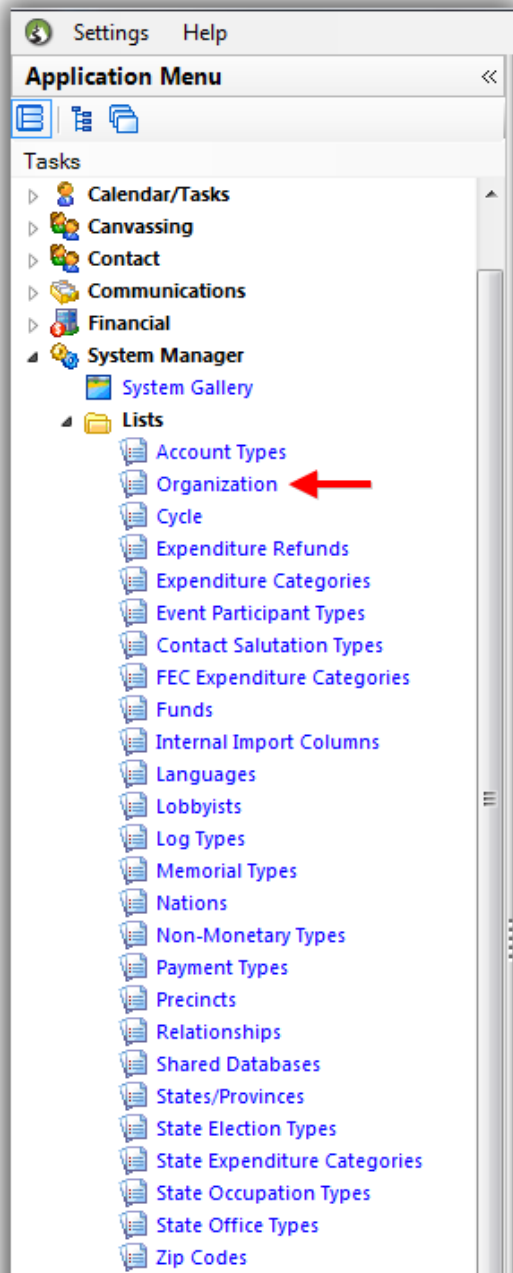 Settings Help
Application Menu
Tasks
Calendar/Tasks
Canvassing
Contact
Communications
Financial
System Manager
System Gallery
Lists
Account Types
Organization
Cycle
Expenditure Refunds
Expenditure Categories
Event Participant Types
Contact Salutation Types
FEC Expenditure Categories
Funds
Internal Import Columns
Languages
Lobbyists
Log Types
Memorial Types
Nations
Non-Monetary Types
Payment Types
Precincts
Relationships
Shared Databases
States/Provinces
State Election Types
State Expenditure Categories
State Occupation Types
State Office Types
Zip Codes